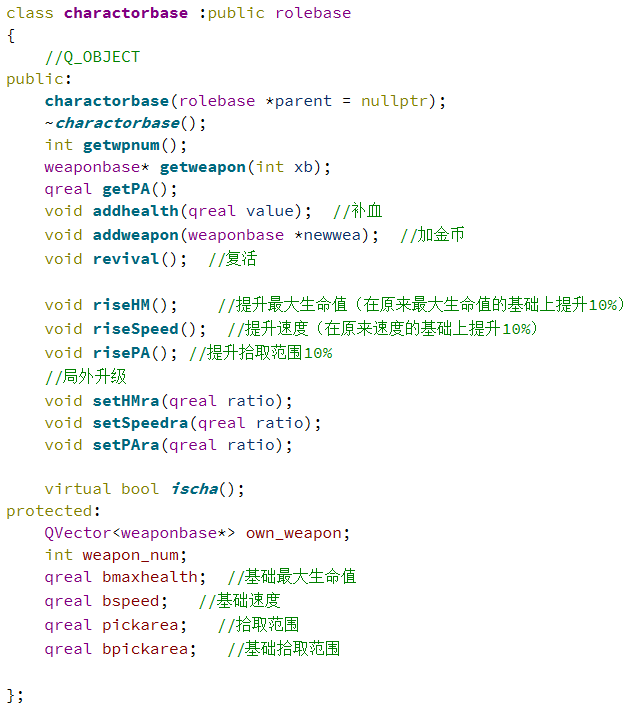 class charactorbase :public rolebase
{
    //Q_OBJECT
public:
    charactorbase(rolebase *parent = nullptr);
    ~charactorbase();
    int getwpnum();
    weaponbase* getweapon(int xb);
    qreal getPA();
    void addhealth(qreal value);  //补血
    void addweapon(weaponbase *newwea);  //加金币
    void revival();  //复活

    void riseHM();    //提升最大生命值（在原来最大生命值的基础上提升10%）
    void riseSpeed();  //提升速度（在原来速度的基础上提升10%）
    void risePA(); //提升拾取范围10%
    //局外升级
    void setHMra(qreal ratio);
    void setSpeedra(qreal ratio);
    void setPAra(qreal ratio);

    virtual bool ischa();
protected:
    QVector<weaponbase*> own_weapon;
    int weapon_num;
    qreal bmaxhealth;  //基础最大生命值
    qreal bspeed;   //基础速度
    qreal pickarea;   //拾取范围
    qreal bpickarea;   //基础拾取范围

};